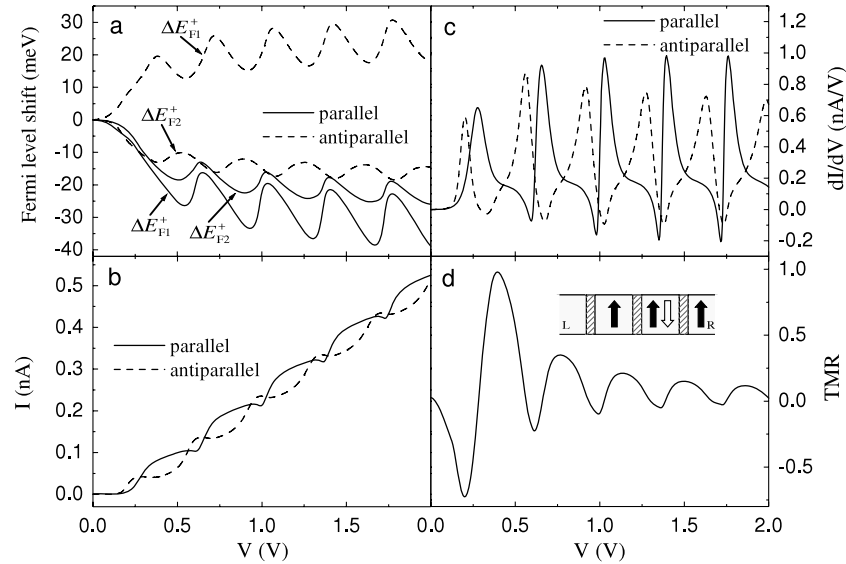 a
ΔE⁺F1
30
20
10
0
-10
-20
-30
-40
Fermi level shift (meV)
parallel
antiparallel
ΔE⁺F2
ΔE⁺F1
ΔE⁺F2
c
parallel
antiparallel
1.2
1.0
0.8
0.6
0.4
0.2
0.0
-0.2
dI/dV (nA/V)
b
0.5
0.4
0.3
0.2
0.1
0.0
I (nA)
parallel
antiparallel
0.0 0.5 1.0 1.5 2.0
V (V)
d
L R
1.0
0.5
0.0
-0.5
TMR
0.0 0.5 1.0 1.5 2.0
V (V)